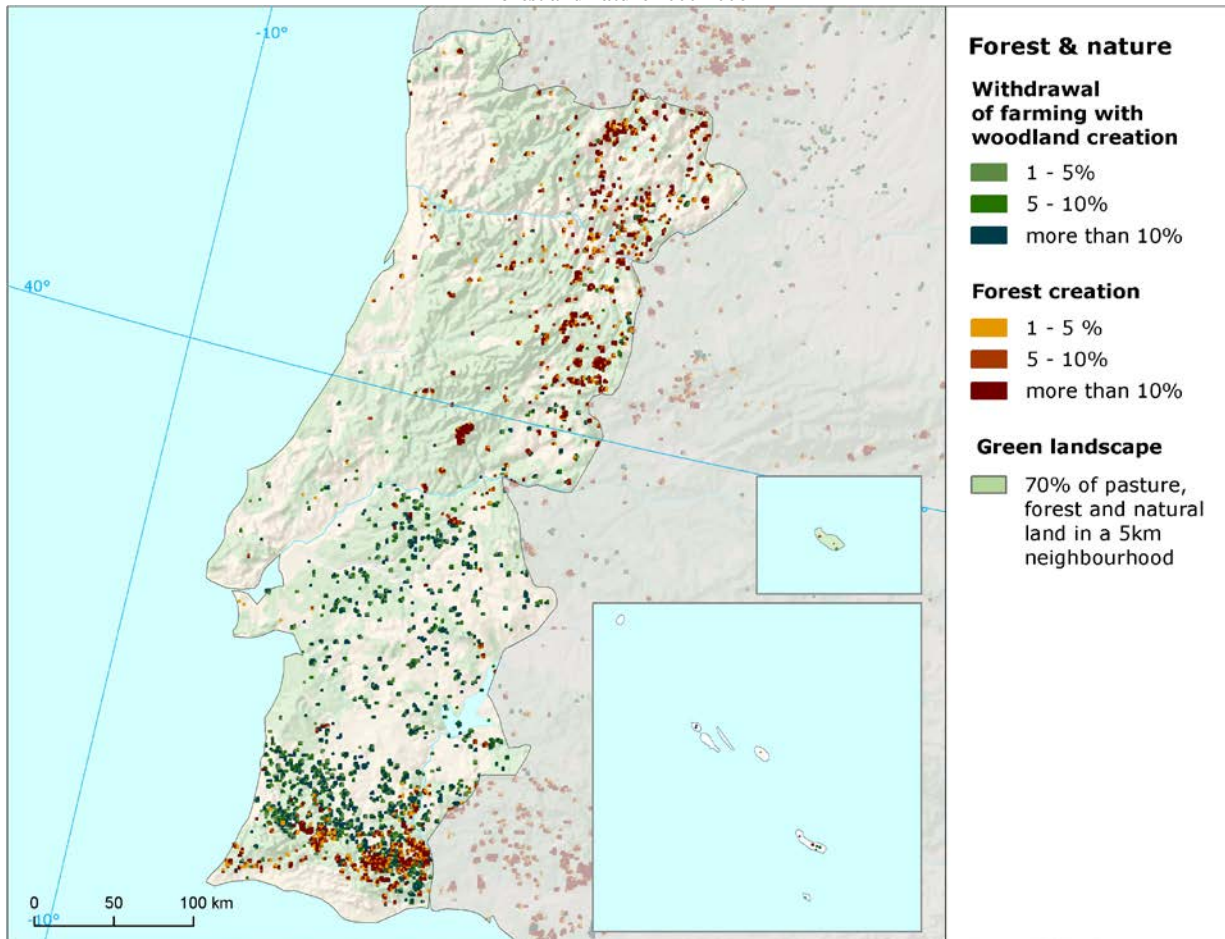 -10°
40°
°
0 50 100 km
-10°
Forest & nature
Withdrawal
of farming with
woodland creation
1 - 5%
5 - 10%
more than 10%
Forest creation
1 - 5 %
5 - 10%
more than 10%
Green landscape
70% of pasture,
forest and natural
land in a 5km
neighbourhood